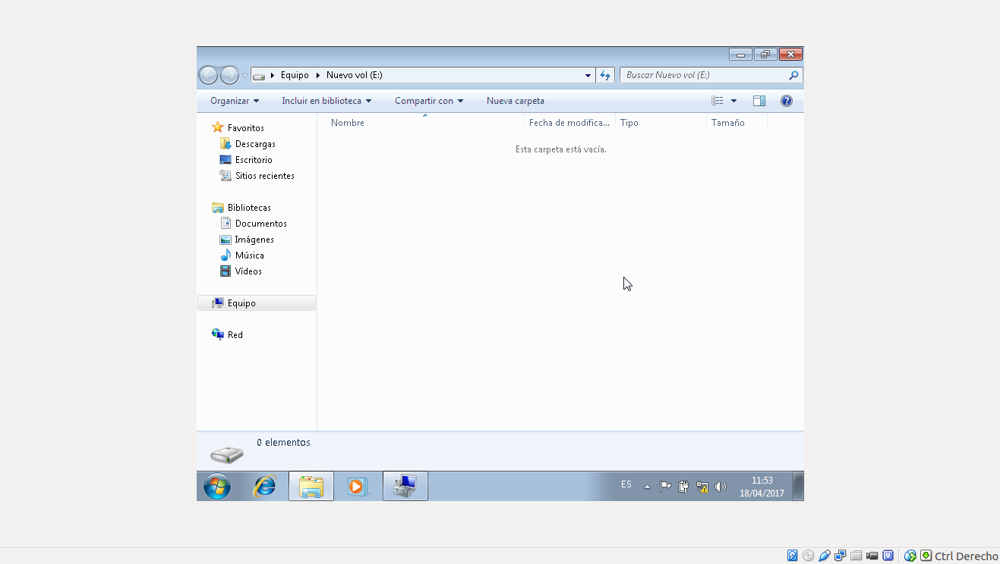 Equipo Nuevo vol (E:) Buscar Nuevo vol (E:)
Organizar Incluir en biblioteca Compartir con Nueva carpeta
Nombre Fecha de modifica... Tipo Tamaño
Esta carpeta está vacía.
Favoritos
Descargas
Escritorio
Sitios recientes
Bibliotecas
Documentos
Imágenes
Música
Vídeos
Equipo
Red
0 elementos
ES 11:53
18/04/2017
Ctrl Derecho